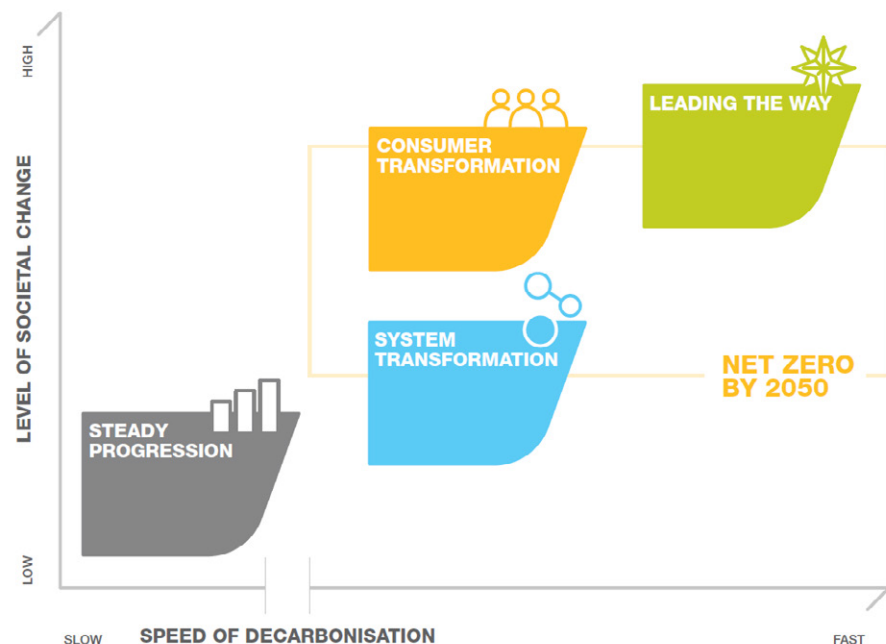 HIGH
LEVEL OF SOCIETAL CHANGE
LOW
LEADING THE WAY
CONSUMER
TRANSFORMATION
SYSTEM
TRANSFORMATION
NET ZERO
BY 2050
STEADY
PROGRESSION
SLOW
SPEED OF DECARBONISATION
FAST